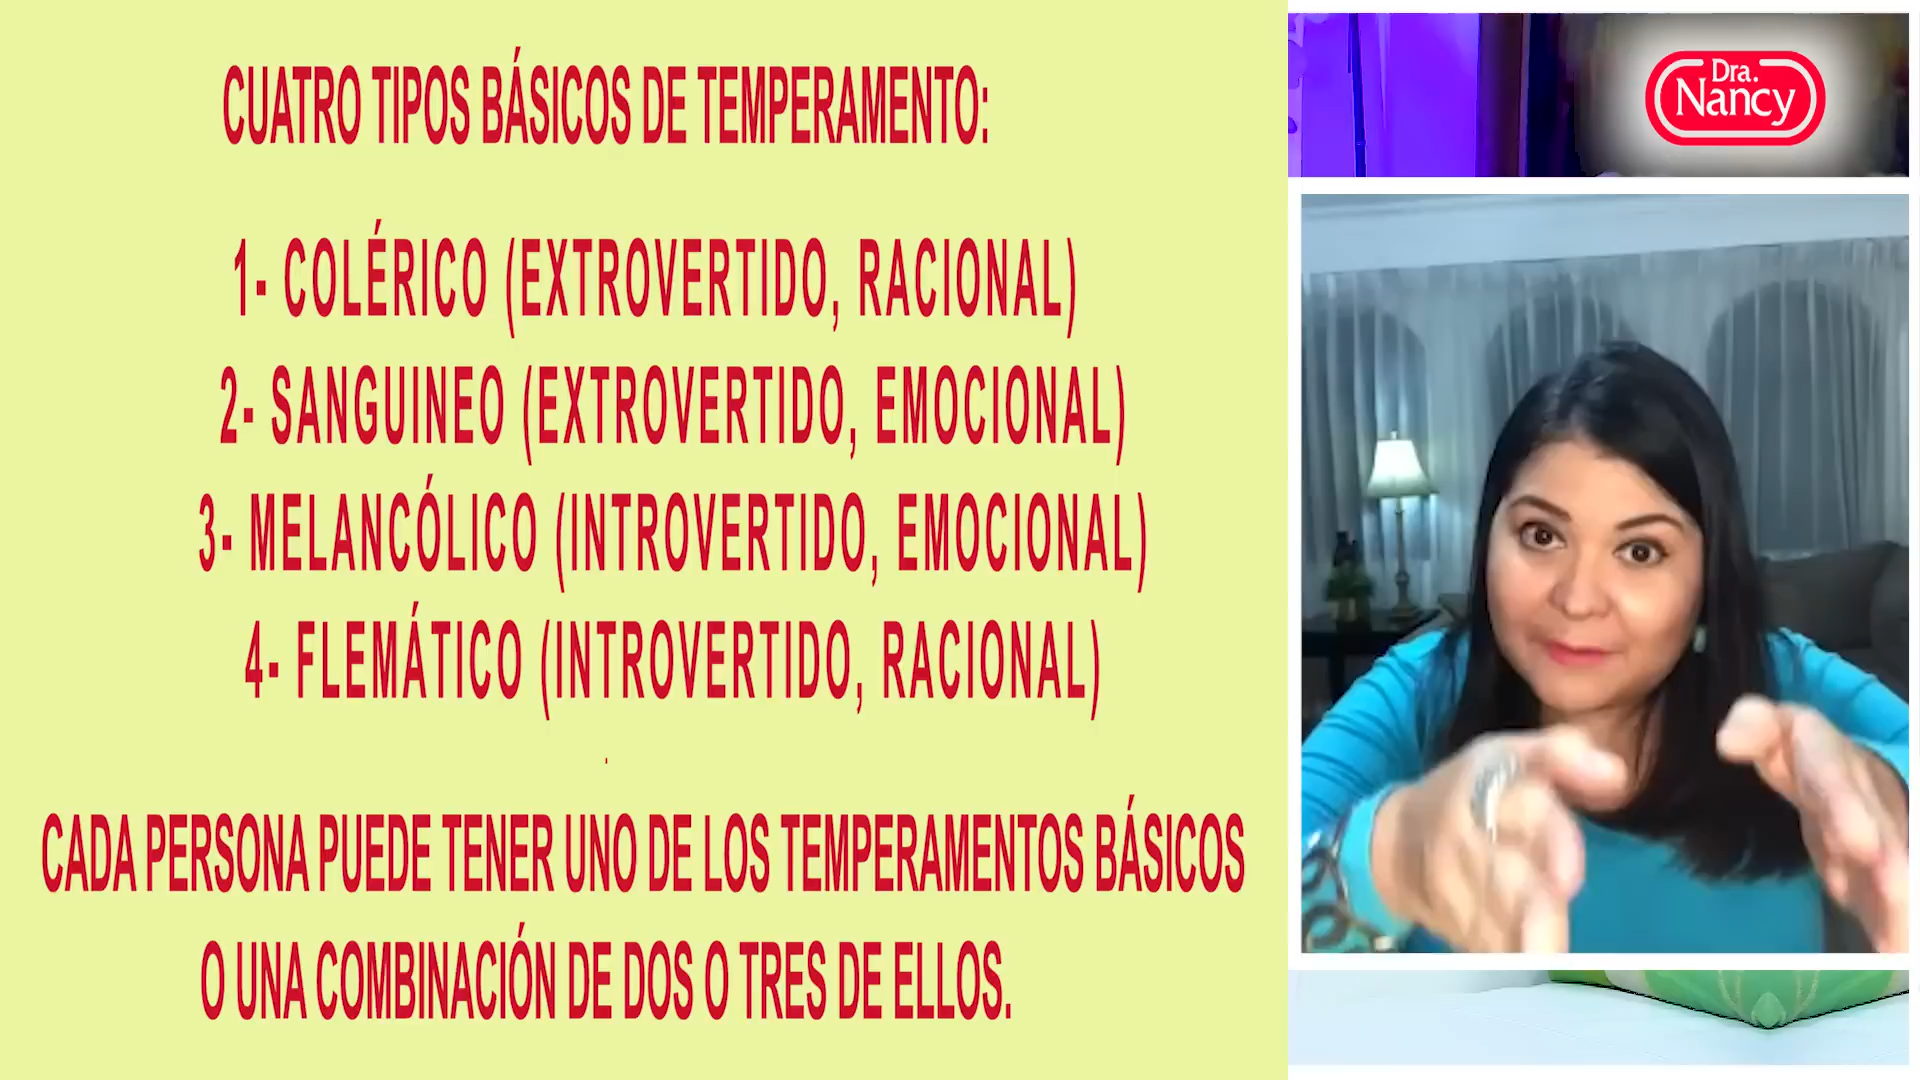 CUATRO TIPOS BÁSICOS DE TEMPERAMENTO:
1- COLÉRICO (EXTROVERTIDO, RACIONAL)
2- SANGUINEO (EXTROVERTIDO, EMOCIONAL)
3- MELANCÓLICO (INTROVERTIDO, EMOCIONAL)
4- FLEMÁTICO (INTROVERTIDO, RACIONAL)
.
CADA PERSONA PUEDE TENER UNO DE LOS TEMPERAMENTOS BÁSICOS
O UNA COMBINACIÓN DE DOS O TRES DE ELLOS.
Dra.
Nancy